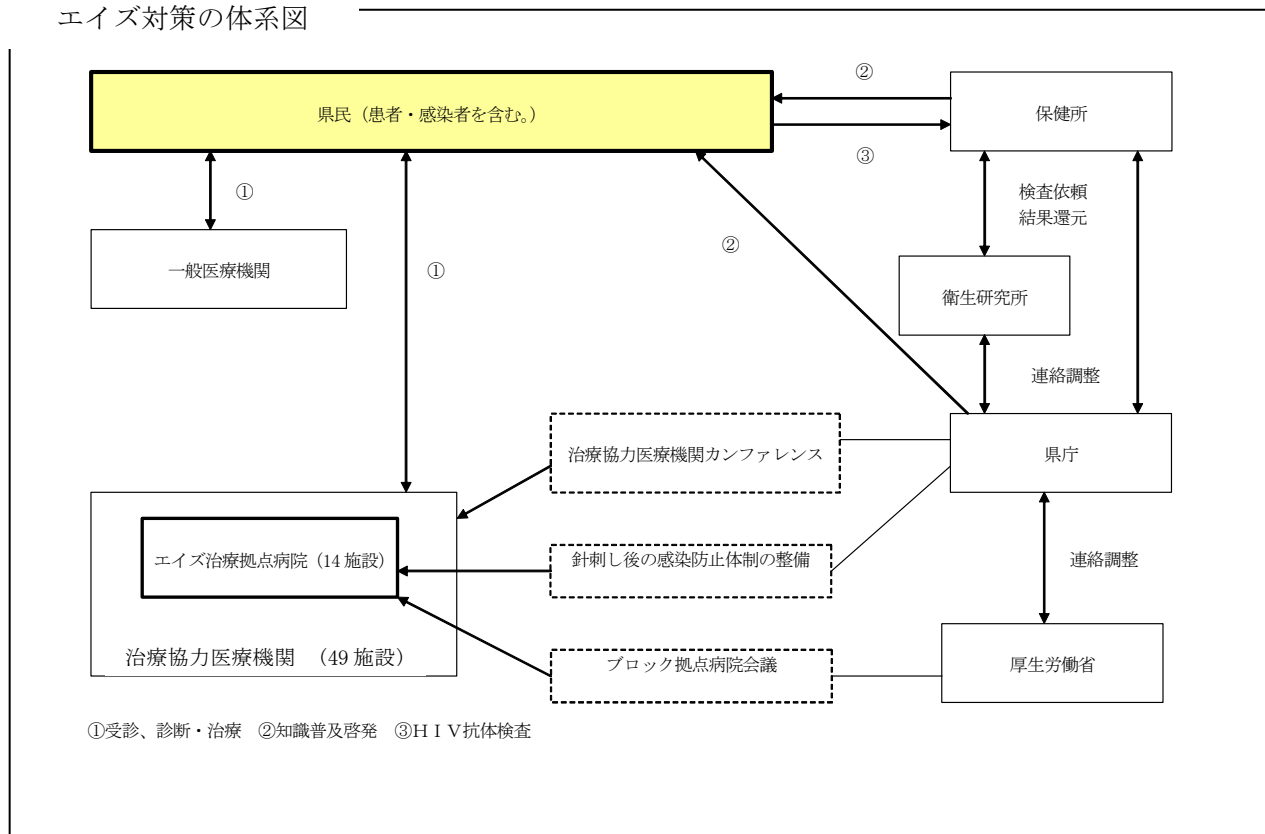 エイズ対策の体系図
②
県民（患者・感染者を含む。）
保健所
③
①
検査依頼
結果還元
②
一般医療機関
①
衛生研究所
連絡調整
治療協力医療機関カンファレンス
県庁
エイズ治療拠点病院（14 施設）
針刺し後の感染防止体制の整備
連絡調整
治療協力医療機関　（49 施設）
ブロック拠点病院会議
厚生労働省
①受診、診断・治療　②知識普及啓発　③ＨＩＶ抗体検査